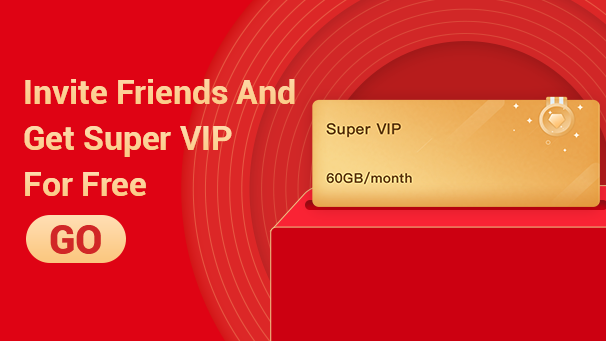 Invite Friends And
Get Super VIP
For Free
GO
Super VIP
60GB/month